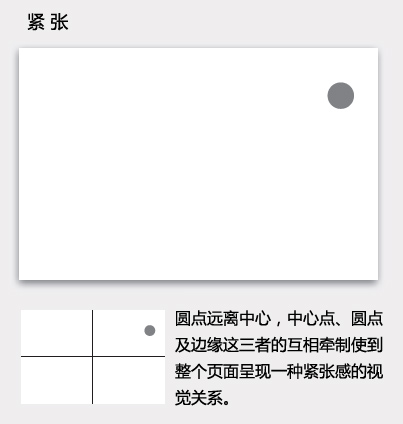 紧张
圆点远离中心，中心点、圆点
及边缘这三者的互相牵制使到
整个页面呈现一种紧张感的视
觉关系。